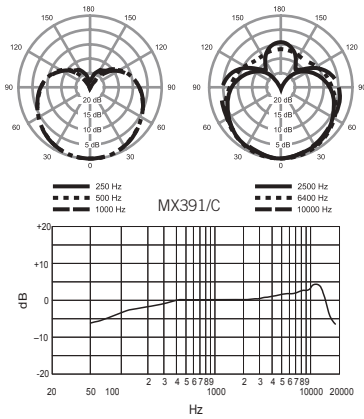 180 180
150 150 150 150
120 120 120 120
90 90 90 90
20 dB 20 dB
15 dB 15 dB
60 10 dB 60 60 10 dB 60
5 dB 5 dB
30 30 30 30
0 0
250 Hz 2500 Hz
500 Hz 6400 Hz
1000 Hz 10000 Hz
MX391/C
+20
+10
dB 0
-10
-20
2 3 4 5 6 7 8 9 2 3 4 5 6 7 8 9
20 50 100 1000 10000 20000
Hz